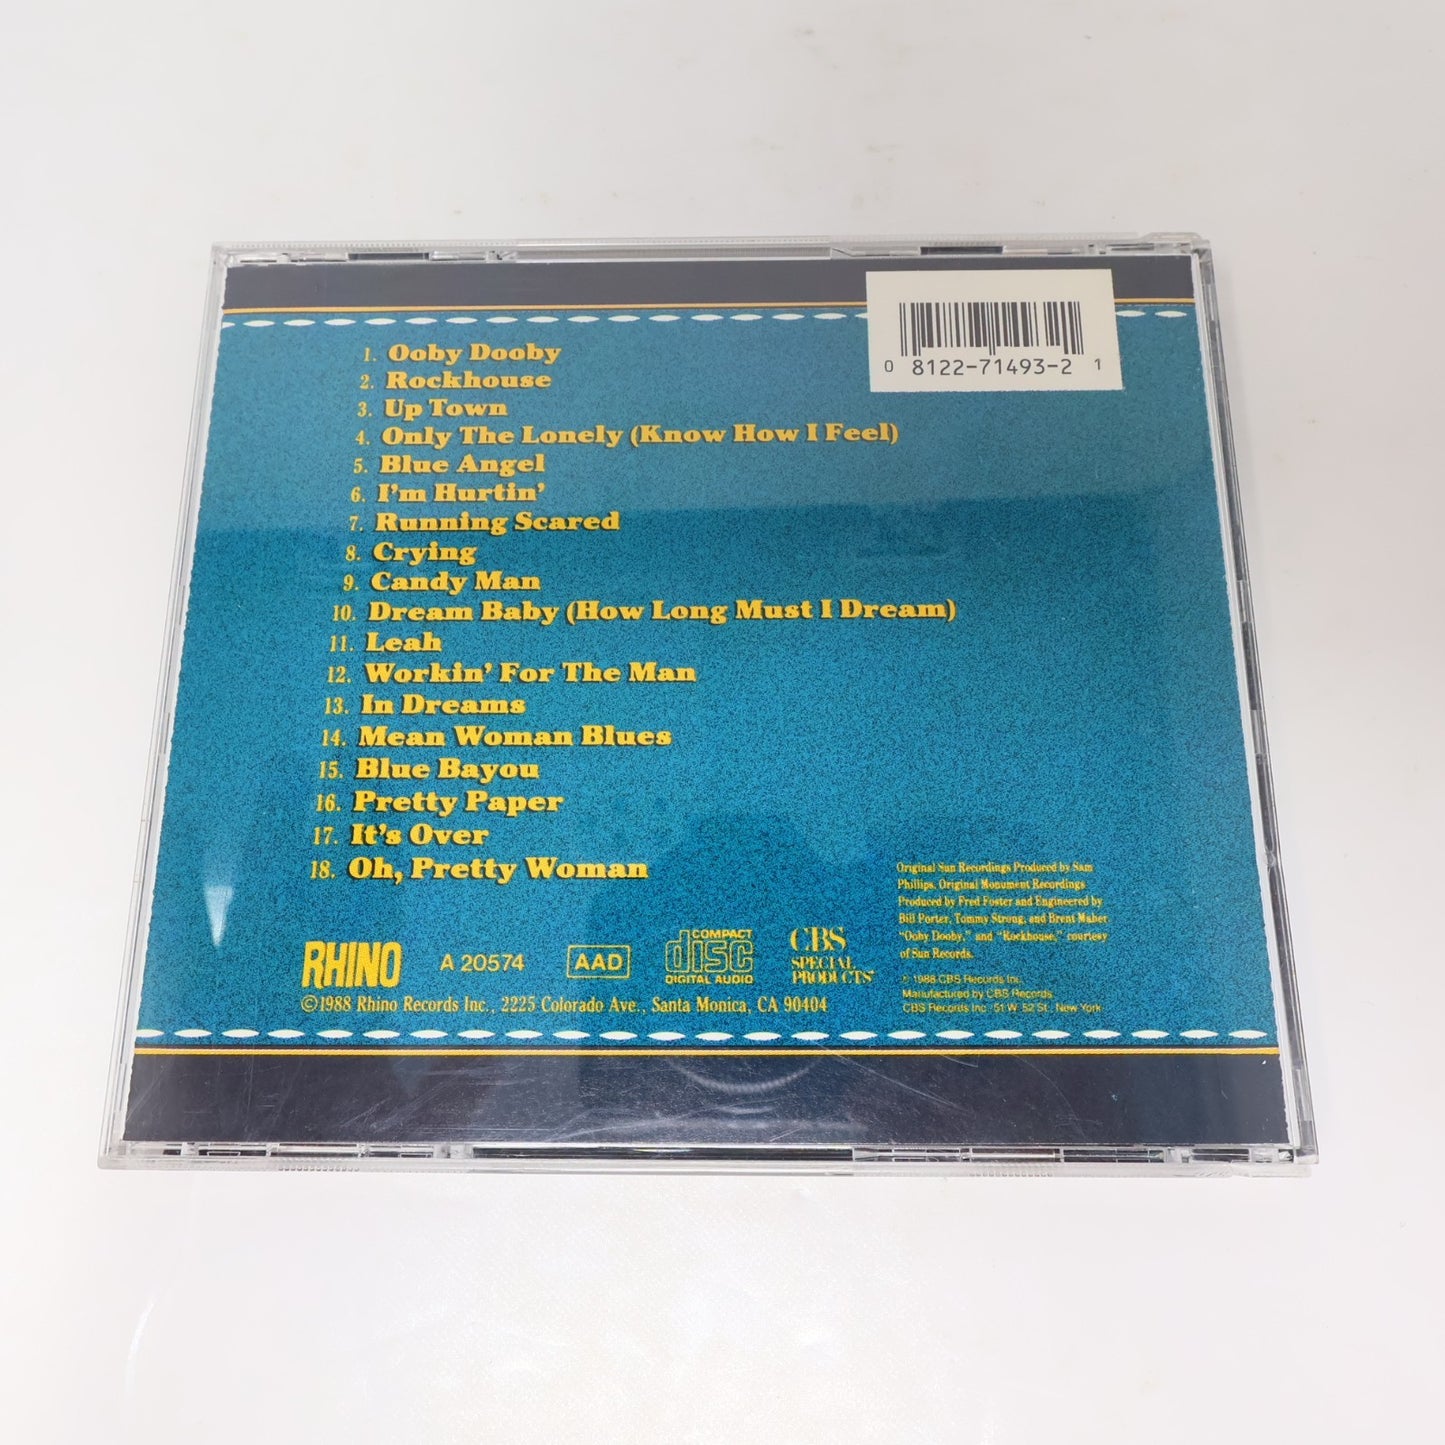 0 8122-71493-2 1
1. Ooby Dooby
2. Rockhouse
3. Up Town
4. Only The Lonely (Know How I Feel)
5. Blue Angel
6. I'm Hurtin'
7. Running Scared
8. Crying
9. Candy Man
10. Dream Baby (How Long Must I Dream)
11. Leah
12. Workin' For The Man
13. In Dreams
14. Mean Woman Blues
15. Blue Bayou
16. Pretty Paper
17. It's Over
18. Oh, Pretty Woman
Original Sun Recordings Produced by Sam
Phillips, Original Monument Recordings
Produced by Fred Foster and Engineered by
Bill Porter, Tommy Strong, and Brent Maher
"Ooby Dooby," and "Rockhouse," courtesy
of Sun Records.
RHINO A 20574 AAD COMPACT disc DIGITAL AUDIO CBS SPECIAL PRODUCTS
©1988 Rhino Records Inc., 2225 Colorado Ave., Santa Monica, CA 90404
℗ 1988 CBS Records Inc.
Manufactured by CBS Records
CBS Records Inc. 51 W. 52 St. New York